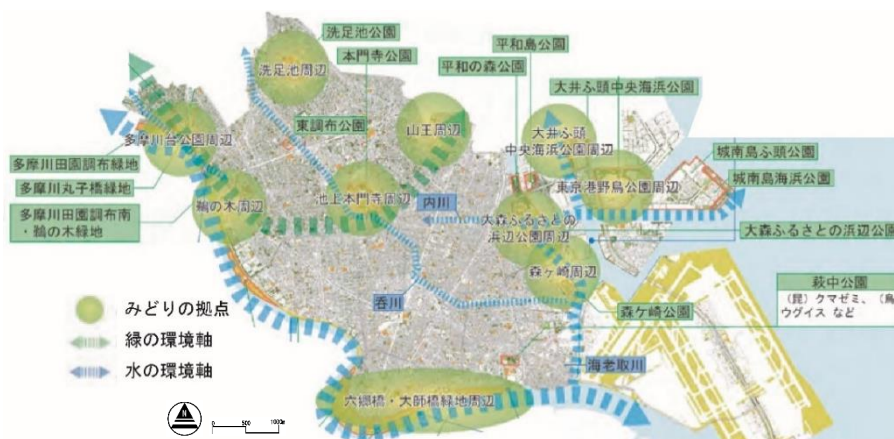 洗足池公園
本門寺公園
平和島公園
平和の森公園
大井ふ頭中央海浜公園
洗足池周辺
東調布公園
山王周辺
大井ふ頭
中央海浜公園周辺
城南島ふ頭公園
城南島海浜公園
多摩川台公園周辺
多摩川田園調布緑地
多摩川丸子橋緑地
多摩川田園調布南
・鵜の木緑地
鵜の木周辺
池上本門寺周辺
内川
東京港野鳥公園周辺
大森ふるさとの
浜辺公園周辺
大森ふるさとの浜辺公園
森ヶ崎周辺
呑川
森ケ崎公園
萩中公園
(昆)クマゼミ、(鳥
ウグイス など
みどりの拠点
緑の環境軸
水の環境軸
海老取川
六郷橋・大師橋緑地周辺
N
0 500 1000m